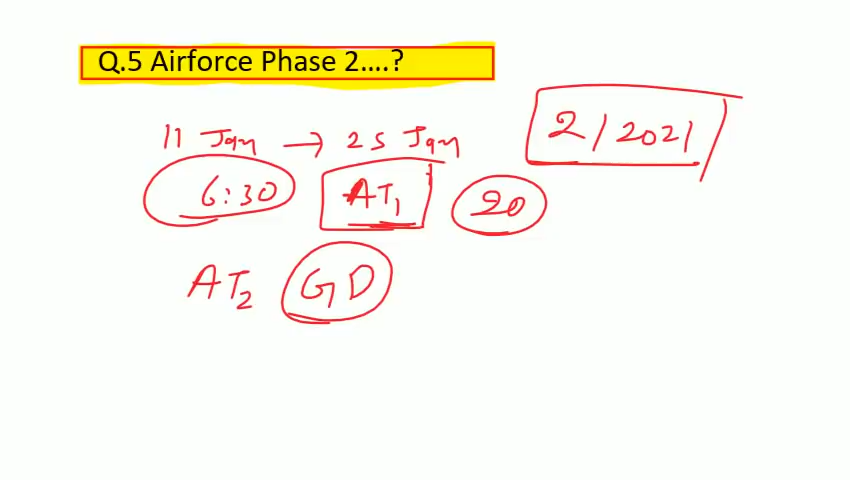 Q.5 Airforce Phase 2....?
11 Jan → 25 Jan
2/2021
6:30 AT1 20
AT2 GD